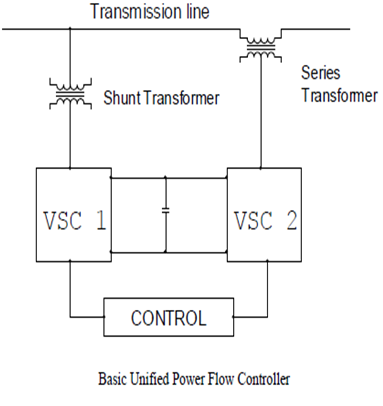 Transmission line
Series
Transformer
Shunt Transformer
VSC 1
VSC 2
CONTROL
Basic Unified Power Flow Controller